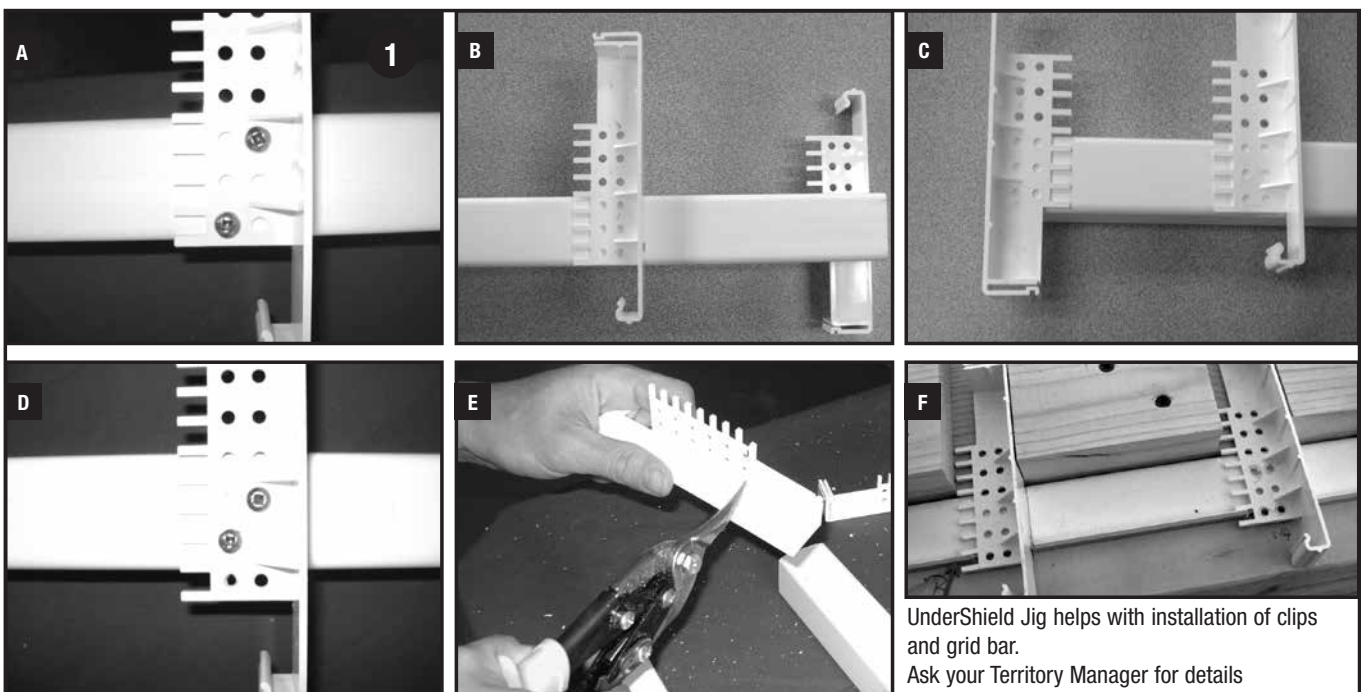 A
1
B
C
D
E
F
UnderShield Jig helps with installation of clips
and grid bar.
Ask your Territory Manager for details